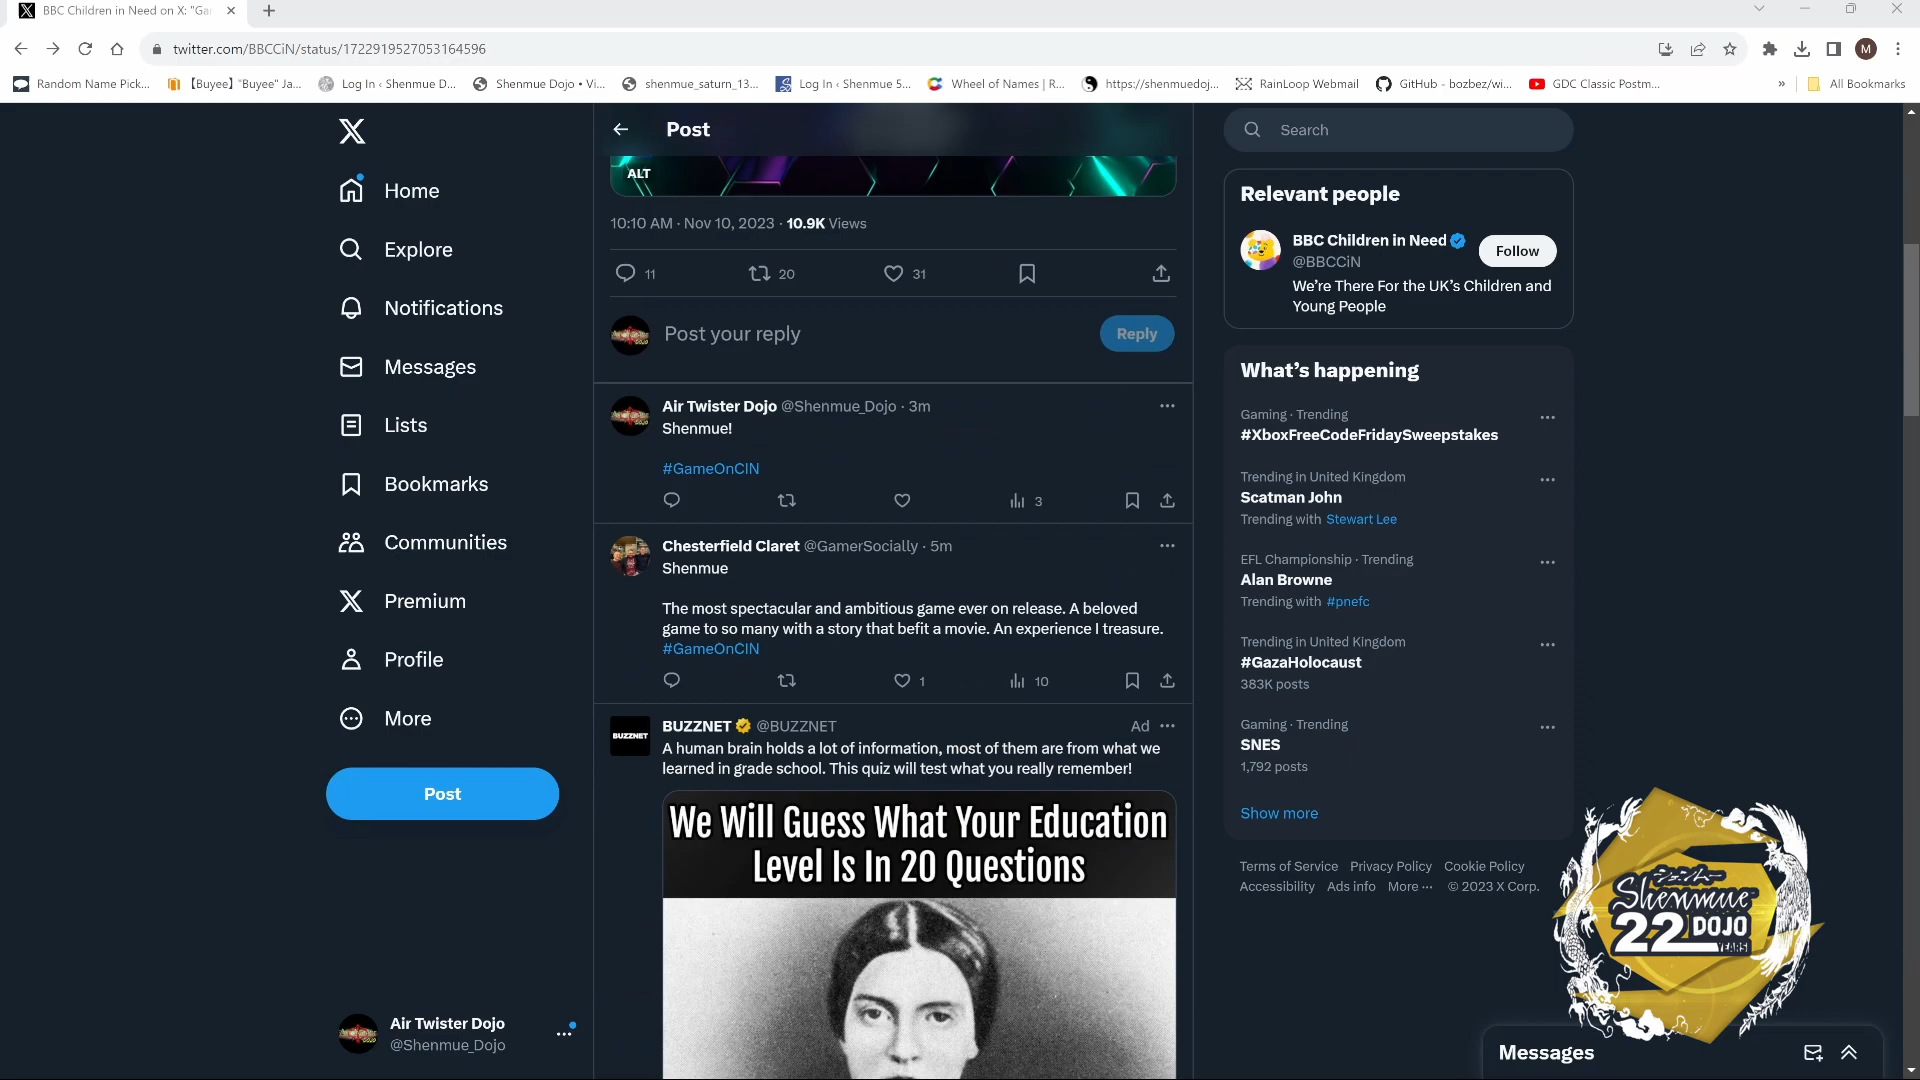 BBC Children in Need on X: "Ga
twitter.com/BBCCiN/status/1722919527053164596
M
Random Name Pick...
【Buyee】 "Buyee" Ja...
Log In ‹ Shenmue D...
Shenmue Dojo • Vi...
shenmue_saturn_13...
Log In ‹ Shenmue 5...
Wheel of Names | R...
https://shenmuedoj...
RainLoop Webmail
GitHub - bozbez/wi...
GDC Classic Postm...
»
All Bookmarks
Home
Explore
Notifications
Messages
Lists
Bookmarks
Communities
Premium
Profile
More
Post
Air Twister Dojo
@Shenmue_Dojo
Post
ALT
10:10 AM · Nov 10, 2023 · 10.9K Views
11 20 31
Post your reply
Reply
Air Twister Dojo @Shenmue_Dojo · 3m
Shenmue!
#GameOnCIN
3
Chesterfield Claret @GamerSocially · 5m
Shenmue
The most spectacular and ambitious game ever on release. A beloved
game to so many with a story that befit a movie. An experience I treasure.
#GameOnCIN
1 10
BUZZNET
BUZZNET @BUZZNET Ad
A human brain holds a lot of information, most of them are from what we
learned in grade school. This quiz will test what you really remember!
We Will Guess What Your Education
Level Is In 20 Questions
Search
Relevant people
BBC Children in Need
@BBCCiN
Follow
We're There For the UK's Children and
Young People
What's happening
Gaming · Trending
#XboxFreeCodeFridaySweepstakes
Trending in United Kingdom
Scatman John
Trending with Stewart Lee
EFL Championship · Trending
Alan Browne
Trending with #pnefc
Trending in United Kingdom
#GazaHolocaust
383K posts
Gaming · Trending
SNES
1,792 posts
Show more
Terms of Service Privacy Policy Cookie Policy
Accessibility Ads info More ··· © 2023 X Corp.
シェンムー
Shenmue
22 DOJO
YEARS!
Messages